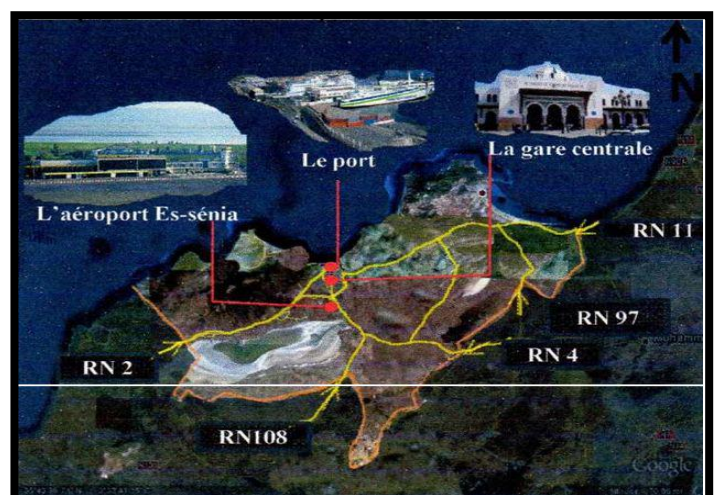 N
Le port
La gare centrale
L'aéroport Es-sénia
RN 11
RN 97
RN 4
RN 2
RN108
Google